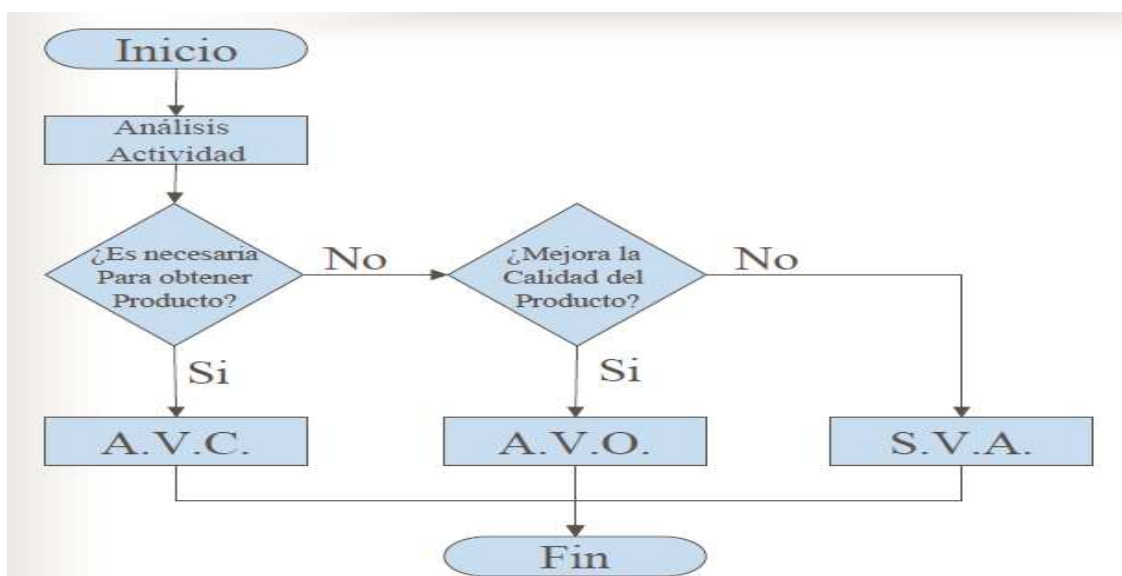 Inicio
Análisis
Actividad
¿Es necesaria
Para obtener
Producto?
No
¿Mejora la
Calidad del
Producto?
No
Si
Si
A.V.C.
A.V.O.
S.V.A.
Fin